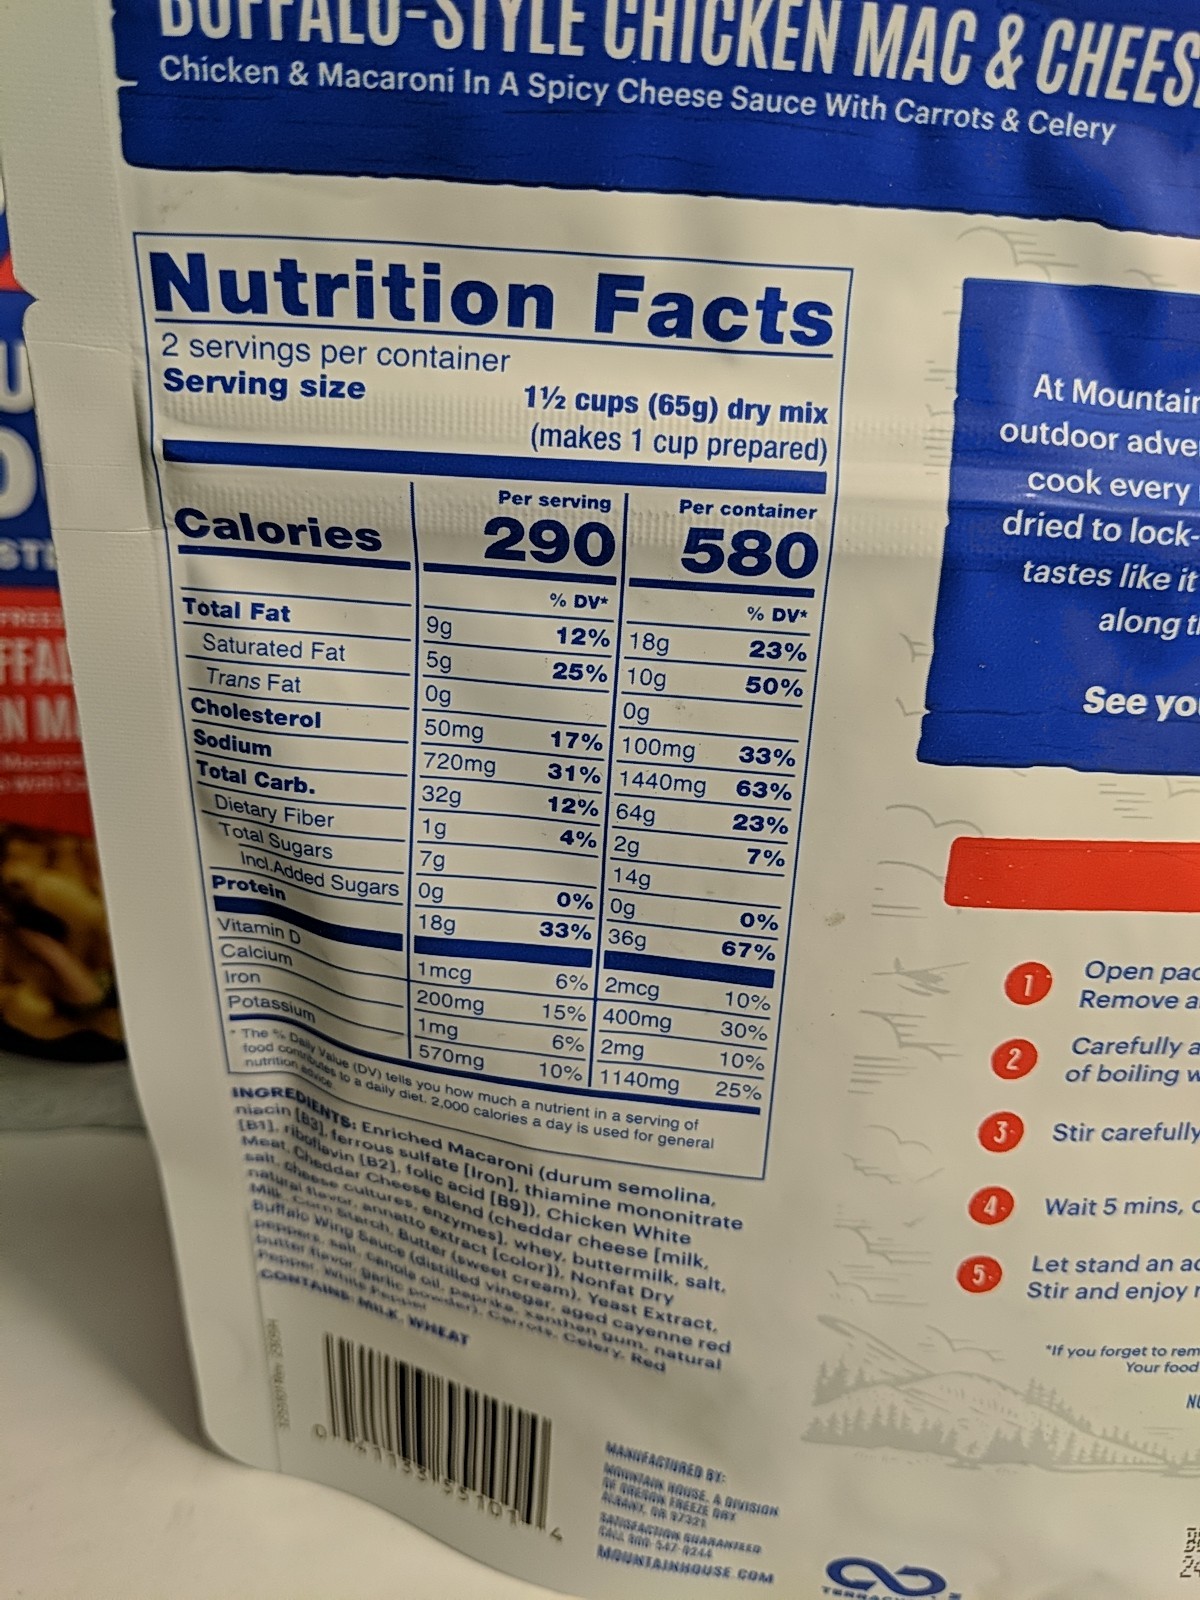 BUFFALO-STYLE CHICKEN MAC & CHEES
Chicken & Macaroni In A Spicy Cheese Sauce With Carrots & Celery
Nutrition Facts
2 servings per container
Serving size 1½ cups (65g) dry mix
(makes 1 cup prepared)
Per serving Per container
Calories 290 580
% DV* % DV*
Total Fat 9g 12% 18g 23%
Saturated Fat 5g 25% 10g 50%
Trans Fat 0g 0g
Cholesterol 50mg 17% 100mg 33%
Sodium 720mg 31% 1440mg 63%
Total Carb. 32g 12% 64g 23%
Dietary Fiber 1g 4% 2g 7%
Total Sugars 7g 14g
Incl.Added Sugars 0g 0% 0g 0%
Protein 18g 33% 36g 67%
Vitamin D 1mcg 6% 2mcg 10%
Calcium 200mg 15% 400mg 30%
Iron 1mg 6% 2mg 10%
Potassium 570mg 10% 1140mg 25%
* The % Daily Value (DV) tells you how much a nutrient in a serving of
food contributes to a daily diet. 2,000 calories a day is used for general
nutrition advice.
INGREDIENTS: Enriched Macaroni (durum semolina,
niacin [B3], ferrous sulfate [Iron], thiamine mononitrate
[B1], riboflavin [B2], folic acid [B9]), Chicken White
Meat, Cheddar Cheese Blend (cheddar cheese [milk,
salt, cheese cultures, enzymes], whey, buttermilk, salt,
natural flavor, annatto extract [color]), Nonfat Dry
Milk, Corn Starch, Butter (sweet cream), Yeast Extract,
Buffalo Wing Sauce (distilled vinegar, aged cayenne red
peppers, salt, canola oil, paprika, xanthan gum, natural
butter flavor, garlic powder), Carrots, Celery, Red
Pepper, White Pepper
CONTAINS: MILK, WHEAT
MANUFACTURED BY:
MOUNTAIN HOUSE, A DIVISION
OF OREGON FREEZE DRY
ALBANY, OR 97321
SATISFACTION GUARANTEED
CALL 800-547-0244
MOUNTAINHOUSE.COM
At Mountain
outdoor adve
cook every
dried to lock-
tastes like it
along t
See yo
1 Open pac
Remove a
2 Carefully a
of boiling w
3 Stir carefully
4 Wait 5 mins, c
5 Let stand an ad
Stir and enjoy
*If you forget to rem
Your food